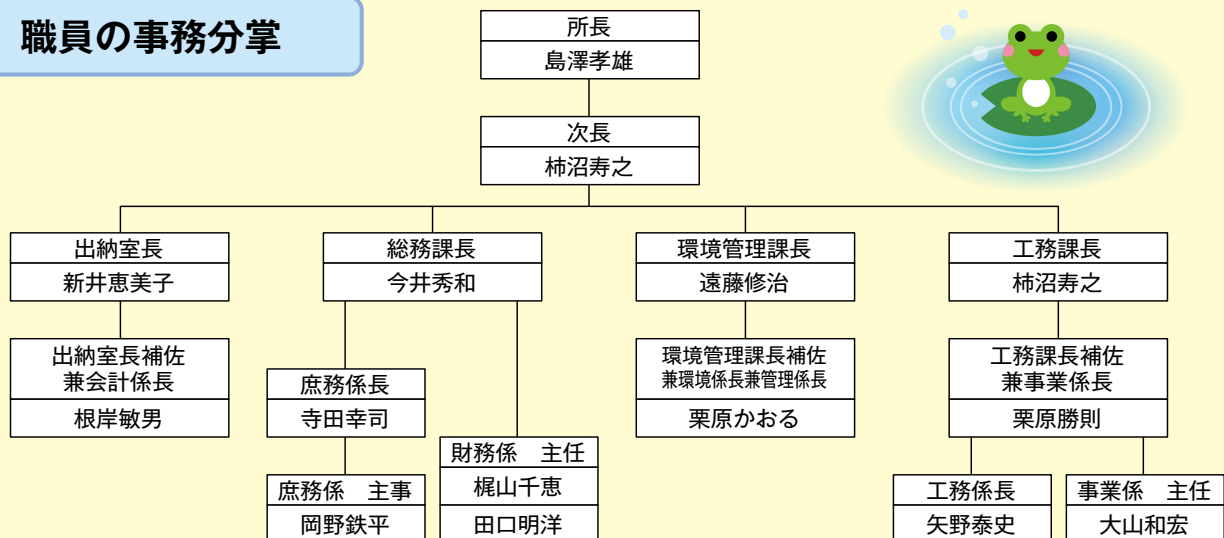 職員の事務分掌
所長
島澤孝雄
次長
柿沼寿之
出納室長
新井恵美子
総務課長
今井秀和
環境管理課長
遠藤修治
工務課長
柿沼寿之
出納室長補佐
兼会計係長
根岸敏男
庶務係長
寺田幸司
庶務係　主事
岡野鉄平
財務係　主任
梶山千恵
田口明洋
環境管理課長補佐
兼環境係長兼管理係長
栗原かおる
工務課長補佐
兼事業係長
栗原勝則
工務係長
矢野泰史
事業係　主任
大山和宏